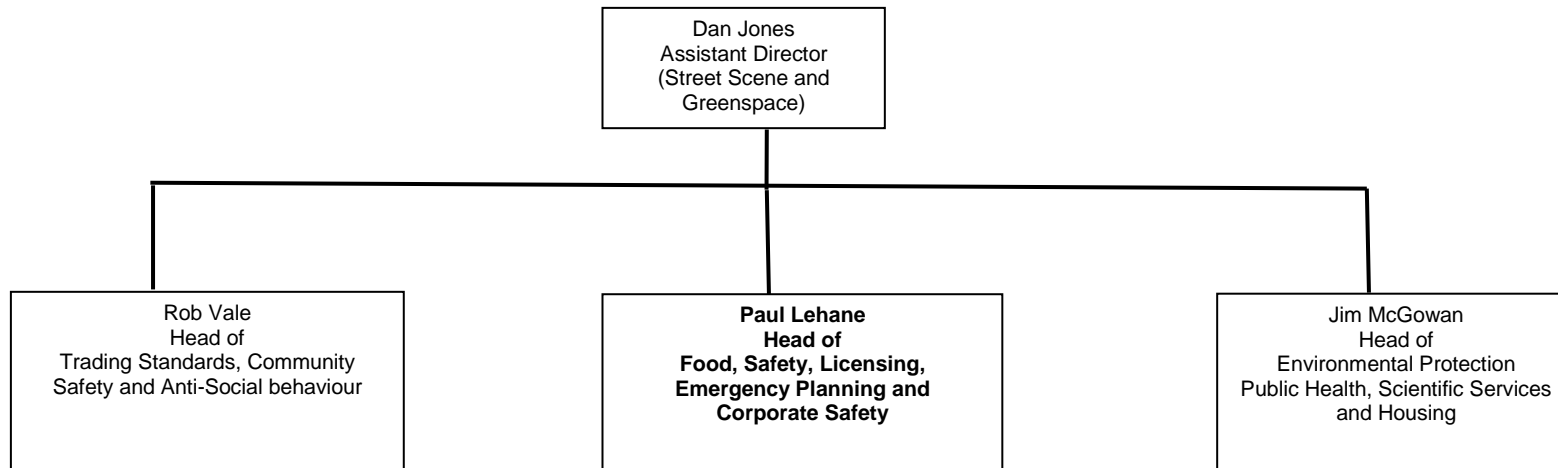 Dan Jones
Assistant Director
(Street Scene and
Greenspace)
Rob Vale
Head of
Trading Standards, Community
Safety and Anti-Social behaviour
Paul Lehane
Head of
Food, Safety, Licensing,
Emergency Planning and
Corporate Safety
Jim McGowan
Head of
Environmental Protection
Public Health, Scientific Services
and Housing